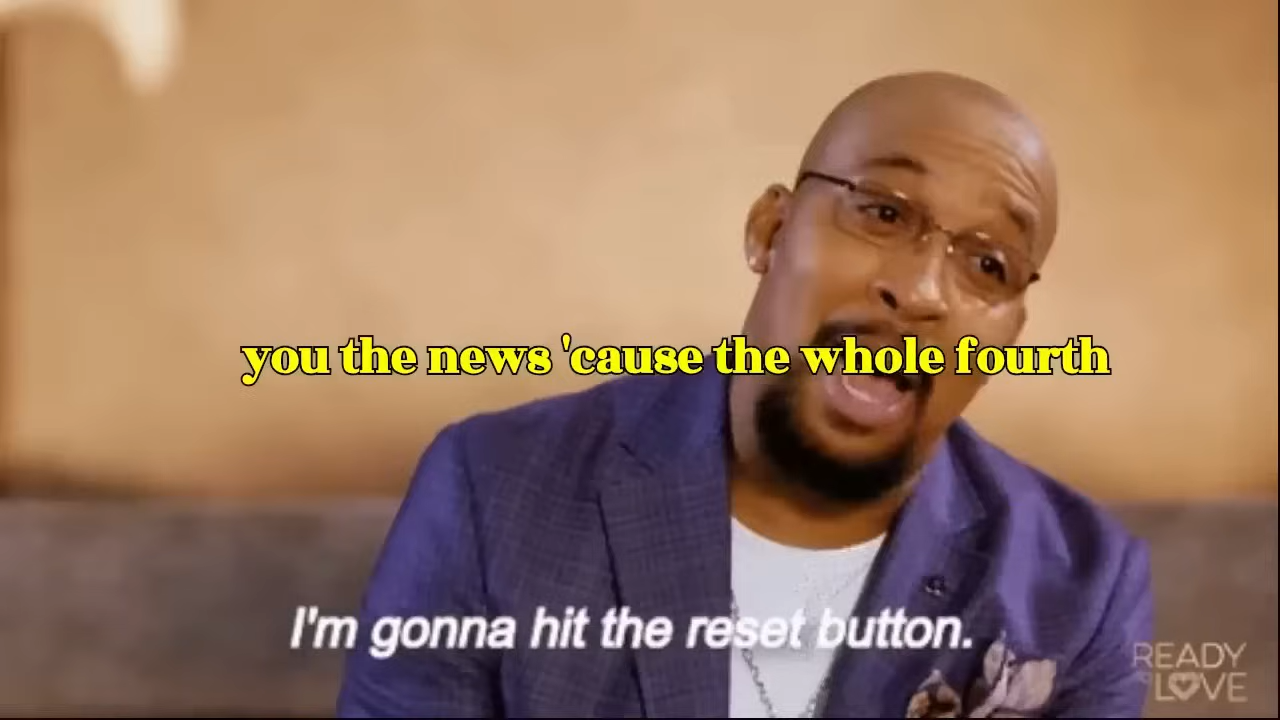 you the news 'cause the whole fourth
I'm gonna hit the reset button.
READY
LOVE